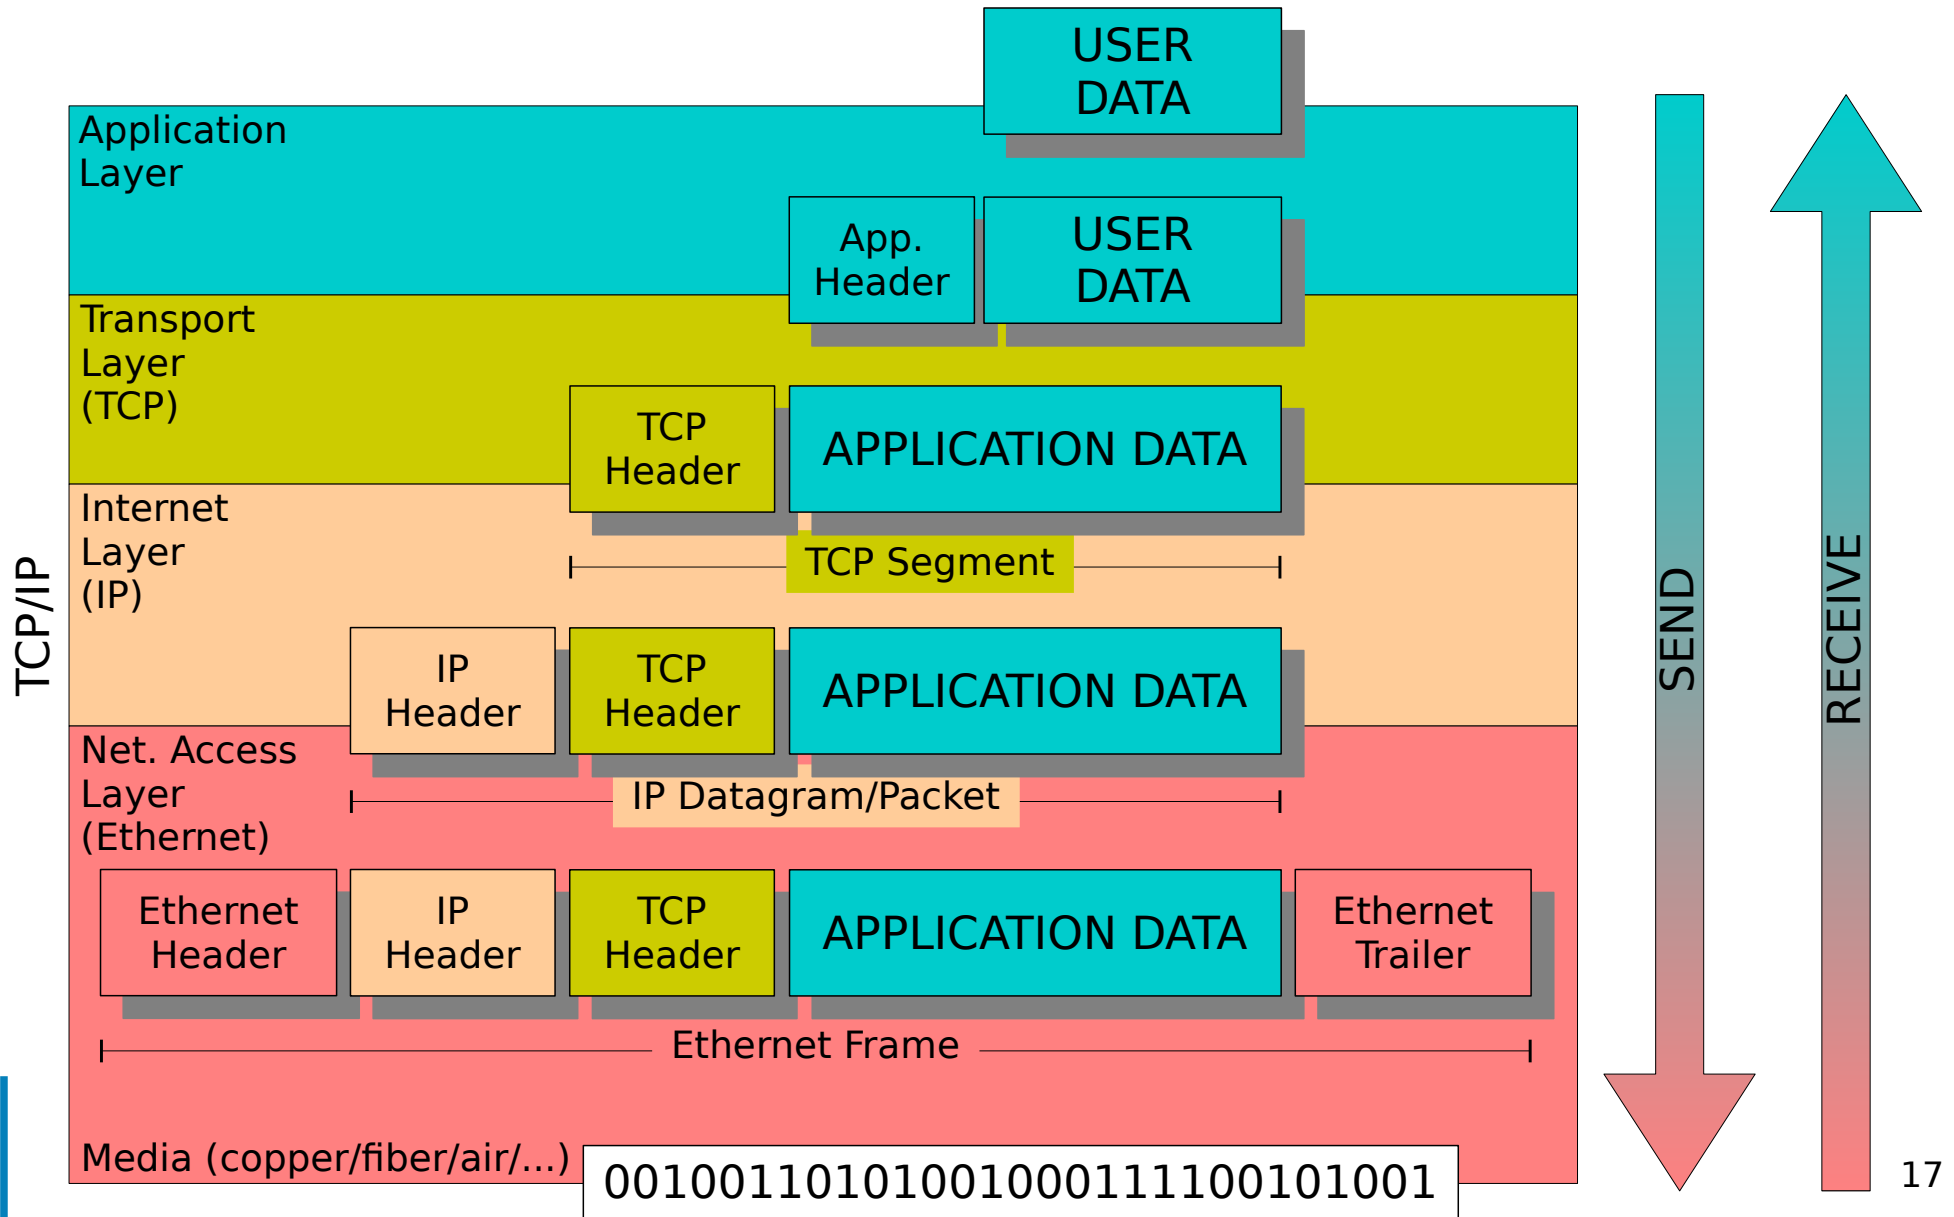 USER
DATA
Application
Layer
App.
Header
USER
DATA
Transport
Layer
(TCP)
TCP
Header
APPLICATION DATA
Internet
Layer
(IP)
TCP Segment
TCP/IP
IP
Header
TCP
Header
APPLICATION DATA
SEND
RECEIVE
Net. Access
Layer
(Ethernet)
IP Datagram/Packet
Ethernet
Header
IP
Header
TCP
Header
APPLICATION DATA
Ethernet
Trailer
Ethernet Frame
Media (copper/fiber/air/...)
00100110101001000111100101001
17